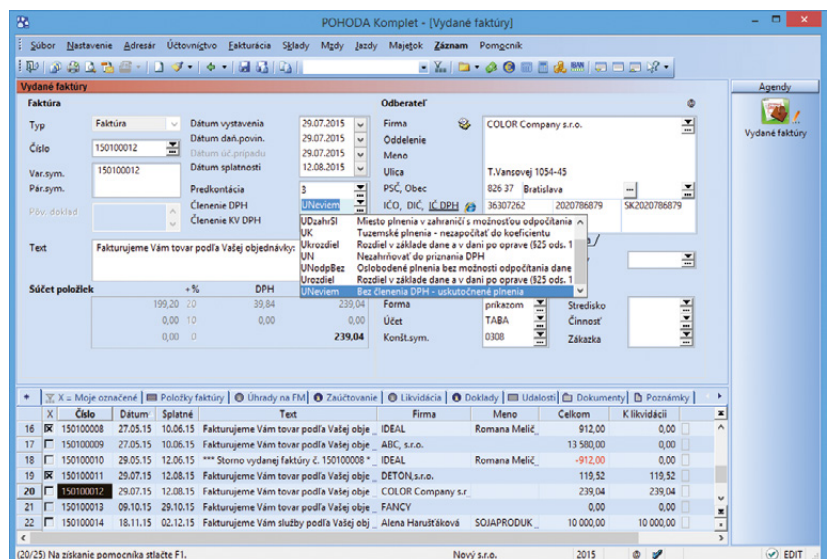 POHODA Komplet - [Vydané faktúry]
Súbor Nastavenie Adresár Účtovníctvo Fakturácia Sklady Mzdy Jazdy Majetok Záznam Pomocník
Vydané faktúry
Agendy
Vydané faktúry
Faktúra
Odberateľ
Typ Faktúra Dátum vystavenia 29.07.2015 Firma COLOR Company s.r.o.
Dátum daň.povin. 29.07.2015 Oddelenie
Číslo 150100012 Dátum úč.prípadu 29.07.2015 Meno
Var.sym. 150100012 Dátum splatnosti 12.08.2015 Ulica T.Vansovej 1054-45
Pár.sym. Predkontácia 3 PSČ, Obec 826 37 Bratislava
Členenie DPH UNeviem IČO, DIČ, IČ DPH 36307262 2020786879 SK2020786879
Pôv. doklad Členenie KV DPH
UDzahrSl Miesto plnenia v zahraničí s možnosťou odpočítania
UK Tuzemské plnenia - nezapočítať do koeficientu
Ukrozdiel Rozdiel v základe dane a v dani po oprave (§25 ods. 1
UN Nezahrňovať do priznania DPH
UNodpBez Oslobodené plnenia bez možnosti odpočítania dane
Urozdiel Rozdiel v základe dane a v dani po oprave (§25 ods. 1
UNeviem Bez členenia DPH - uskutočnené plnenia
Text Fakturujeme Vám tovar podľa Vašej objednávky:
Súčet položiek +% DPH
199,20 20 39,84 239,04 Forma príkazom Stredisko
0,00 10 0,00 0,00 Účet TABA Činnosť
0,00 0 239,04 Konšt.sym. 0308 Zákazka
X = Moje označené Položky faktúry Úhrady na FM Zaúčtovanie Likvidácia Doklady Udalosti Dokumenty Poznámky
X Číslo Dátum Splatné Text Firma Meno Celkom K likvidácii
16 150100008 27.05.15 10.06.15 Fakturujeme Vám tovar podľa Vašej obje IDEAL Romana Melič 912,00 0,00
17 150100009 27.05.15 10.06.15 Fakturujeme Vám tovar podľa Vašej obje ABC, s.r.o. 13 580,00 0,00
18 150100010 29.05.15 12.06.15 *** Storno vydanej faktúry č. 150100008 * IDEAL Romana Melič -912,00 0,00
19 150100011 29.07.15 12.08.15 Fakturujeme Vám tovar podľa Vašej obje DETON,s.r.o. 119,52 119,52
20 150100012 29.07.15 12.08.15 Fakturujeme Vám tovar podľa Vašej obje COLOR Company s.r 239,04 239,04
21 150100013 09.10.15 29.10.15 Fakturujeme Vám tovar podľa Vašej obje FANCY 0,00 0,00
22 150100014 18.11.15 02.12.15 Fakturujeme Vám služby podľa Vašej obj Alena Harušťáková SOJAPRODUK 10 000,00 10 000,00
(20/25) Na získanie pomocníka stlačte F1. Nový s.r.o. 2015 @ EDIT